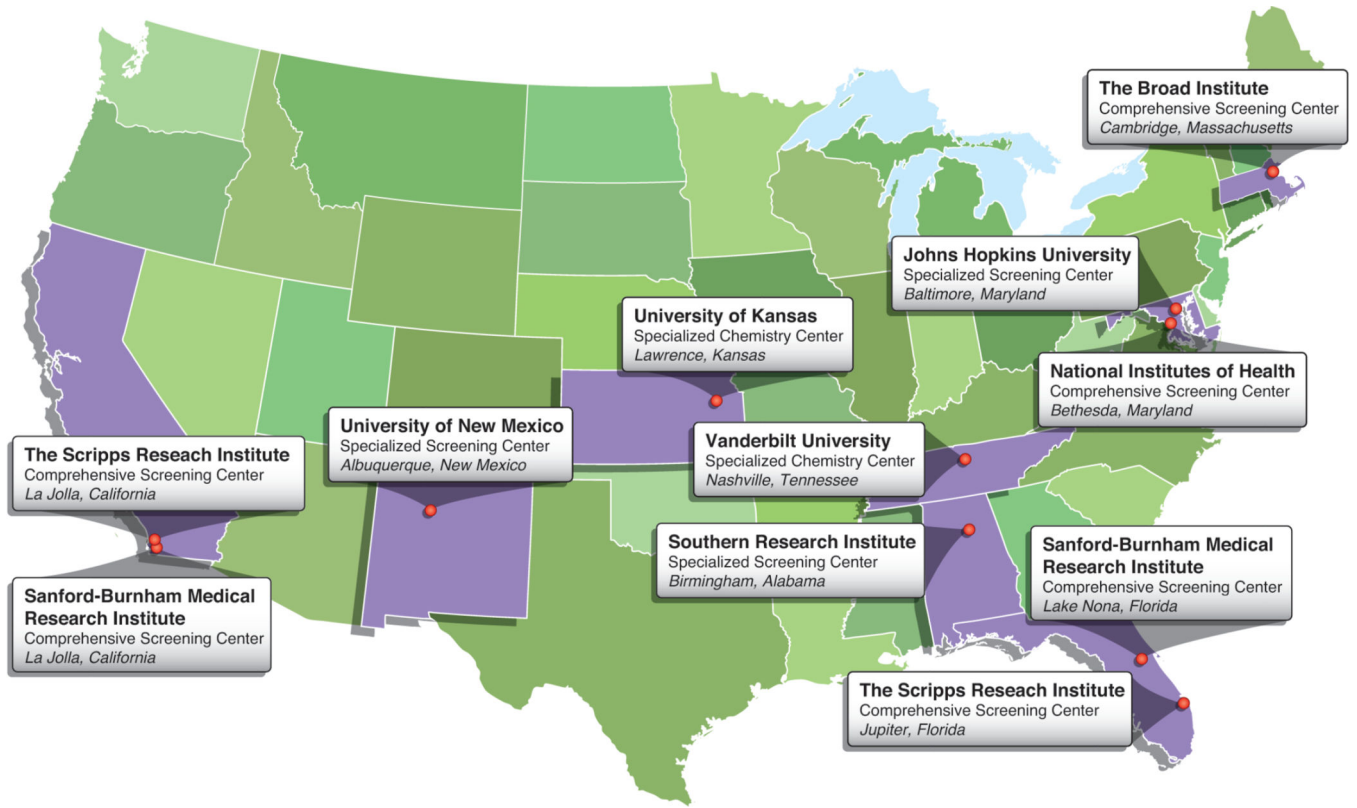 The Broad Institute
Comprehensive Screening Center
Cambridge, Massachusetts
Johns Hopkins University
Specialized Screening Center
Baltimore, Maryland
University of Kansas
Specialized Chemistry Center
Lawrence, Kansas
National Institutes of Health
Comprehensive Screening Center
Bethesda, Maryland
University of New Mexico
Specialized Screening Center
Albuquerque, New Mexico
Vanderbilt University
Specialized Chemistry Center
Nashville, Tennessee
The Scripps Reseach Institute
Comprehensive Screening Center
La Jolla, California
Southern Research Institute
Specialized Screening Center
Birmingham, Alabama
Sanford-Burnham Medical
Research Institute
Comprehensive Screening Center
Lake Nona, Florida
Sanford-Burnham Medical
Research Institute
Comprehensive Screening Center
La Jolla, California
The Scripps Reseach Institute
Comprehensive Screening Center
Jupiter, Florida